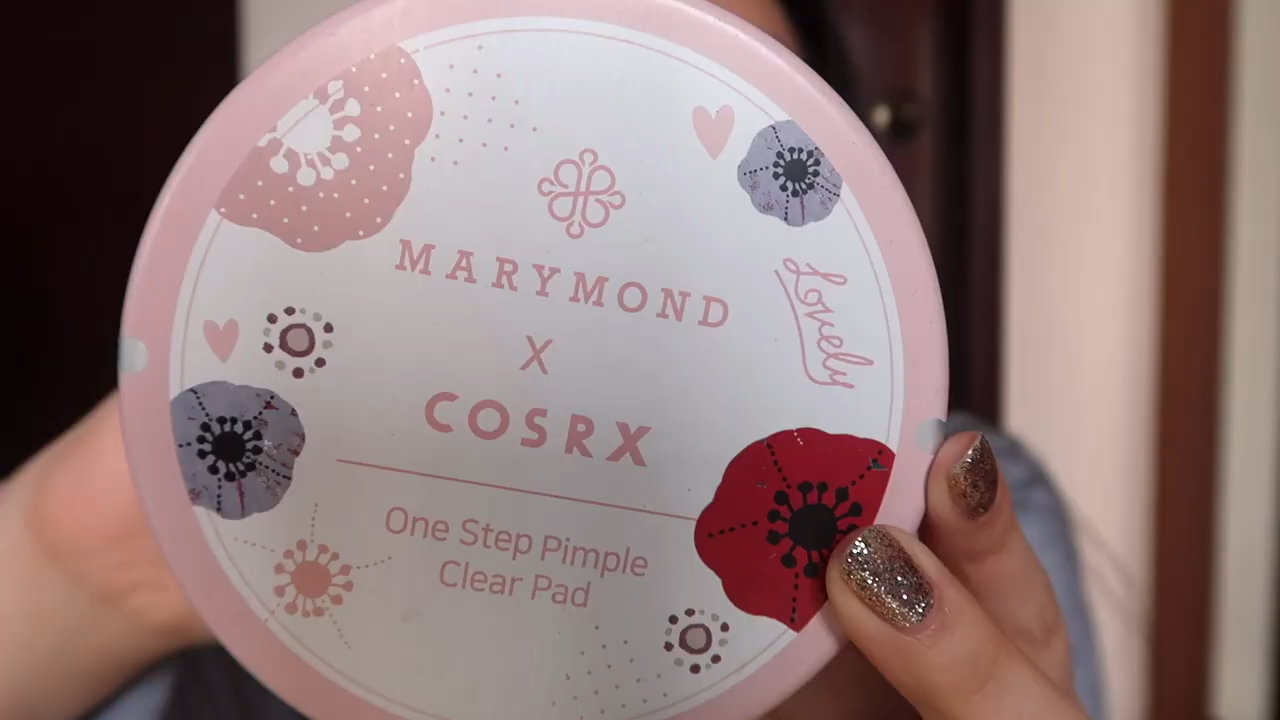 MARYMOND
X
COSRX
Lovely
One Step Pimple
Clear Pad